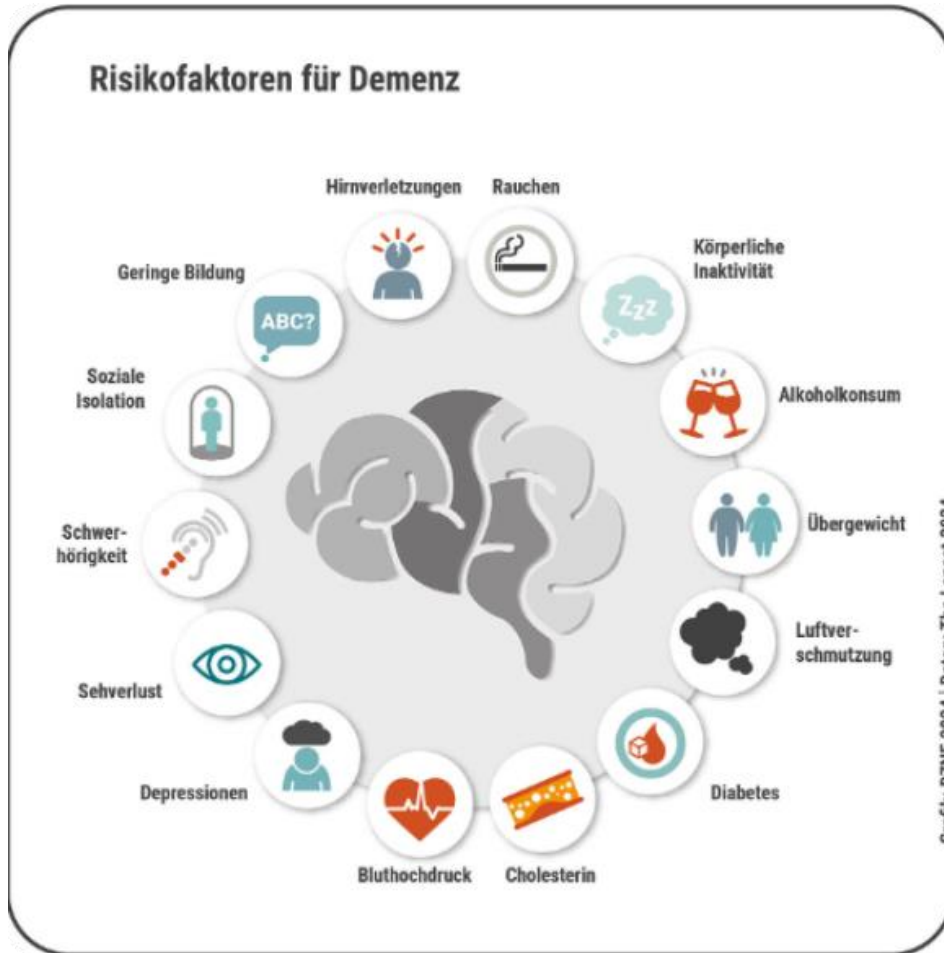 Risikofaktoren für Demenz
Hirnverletzungen
Rauchen
Körperliche
Inaktivität
Geringe Bildung
ABC?
Zzz
Soziale
Isolation
Alkoholkonsum
Schwer-
hörigkeit
Übergewicht
Sehverlust
Luftver-
schmutzung
Depressionen
Diabetes
Bluthochdruck
Cholesterin